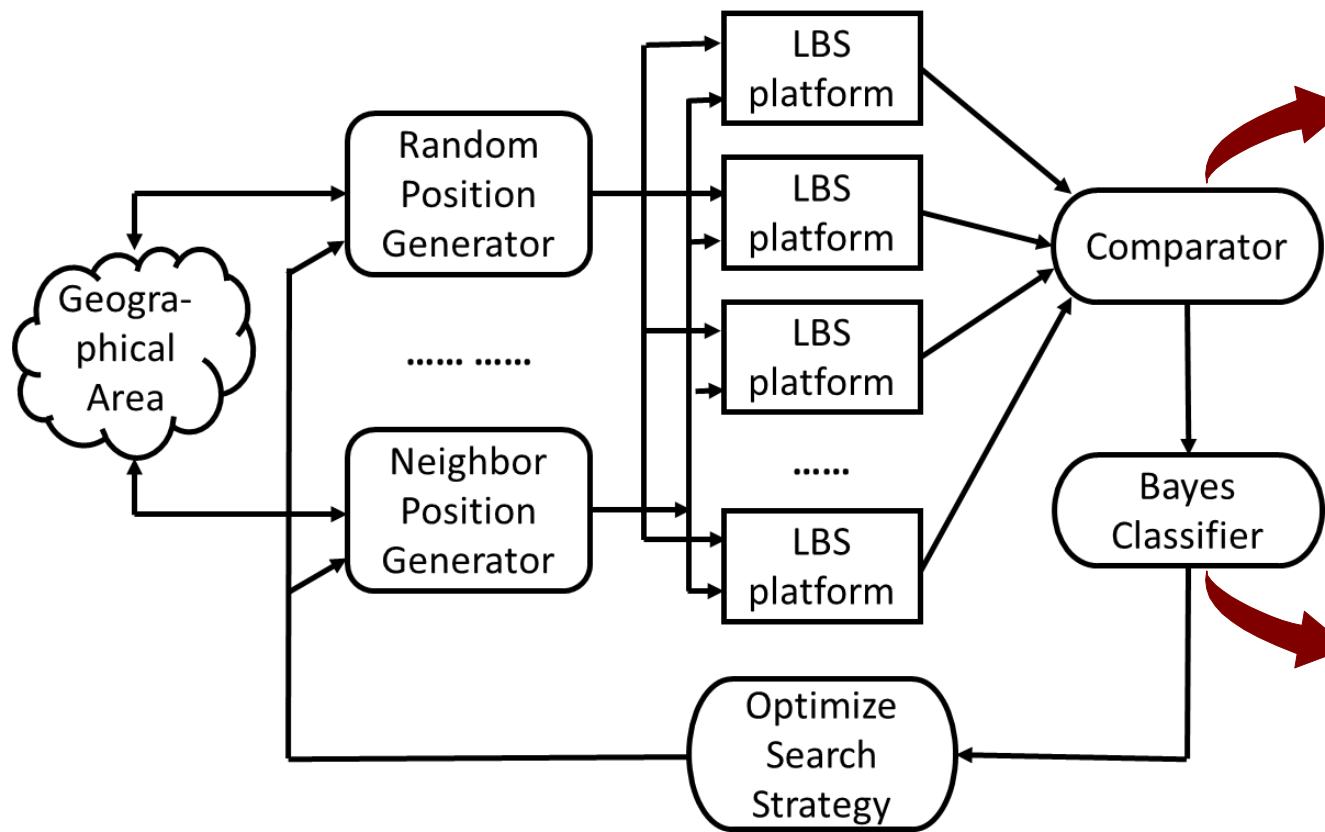 LBS
platform
Random
Position
Generator
LBS
platform
Comparator
Geogra-
phical
Area
...... ......
LBS
platform
Neighbor
Position
Generator
......
LBS
platform
Bayes
Classifier
Optimize
Search
Strategy